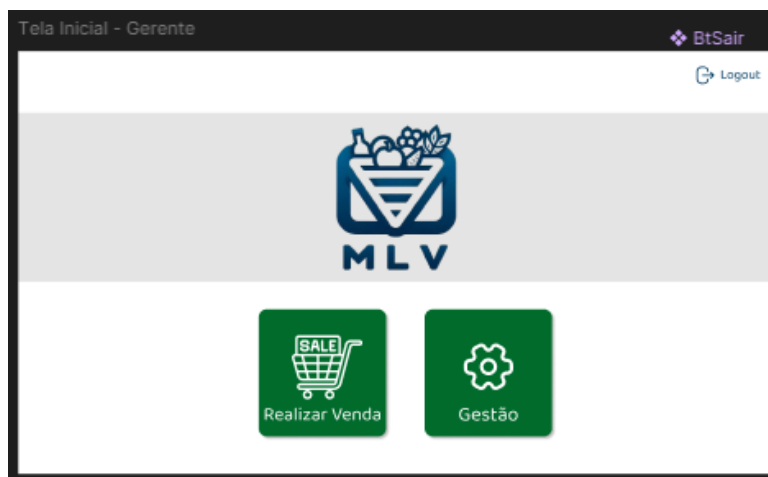 Tela Inicial - Gerente
BtSair
Logout
MLV
SALE
Realizar Venda
Gestão